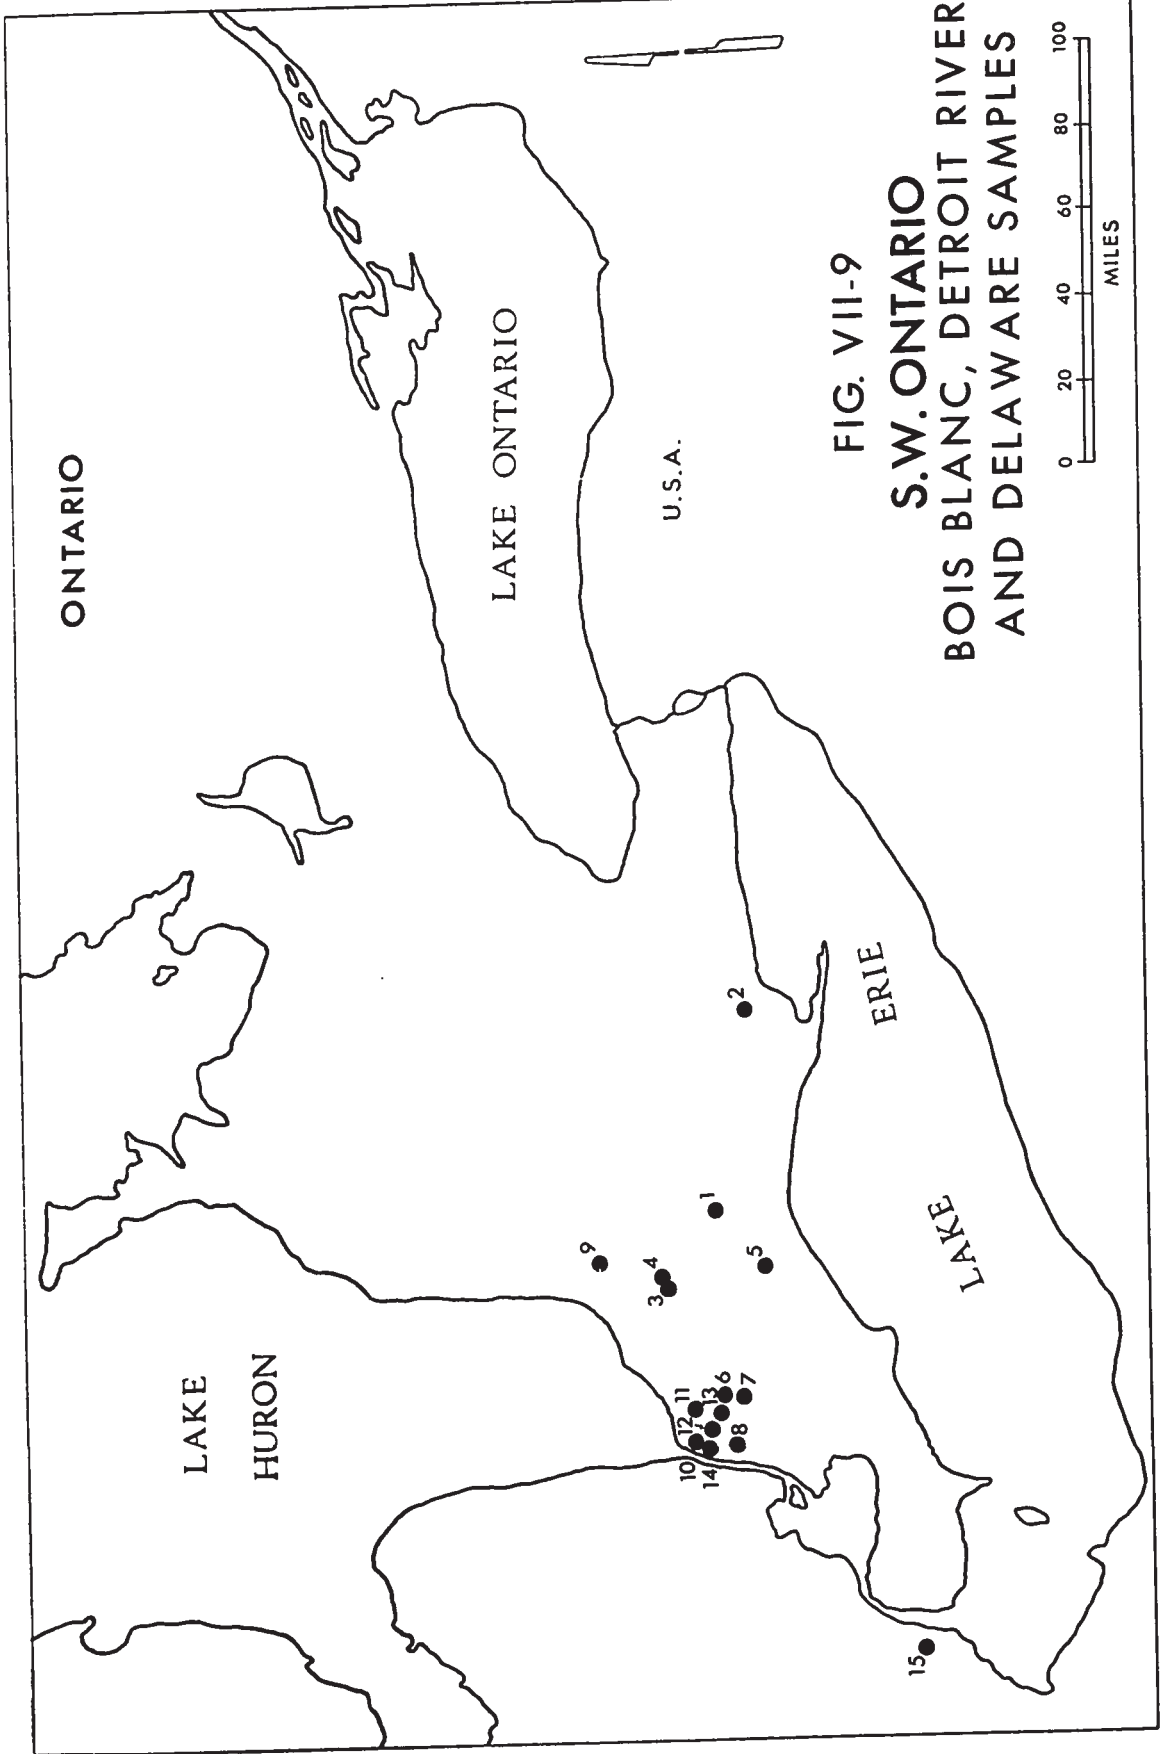 ONTARIO
LAKE
HURON
LAKE ONTARIO
U.S.A.
LAKE ERIE
9
4
3
1
2
5
11
12
13
6
7
10
14
8
15
FIG. VII-9
S.W. ONTARIO
BOIS BLANC, DETROIT RIVER
AND DELAWARE SAMPLES
0 20 40 60 80 100
MILES